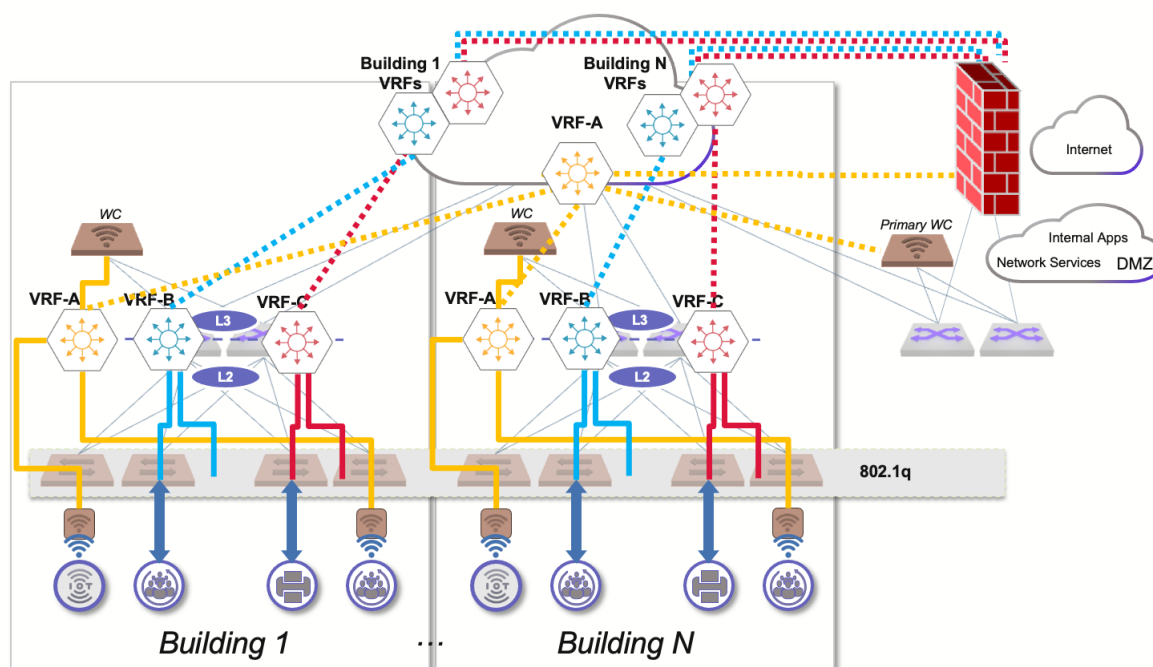 Building 1
VRFs
Building N
VRFs
VRF-A
Internet
WC
WC
Primary WC
Internal Apps
Network Services
DMZ
VRF-A
VRF-B
VRF-C
VRF-A
VRF-B
VRF-C
L3
L3
L2
L2
802.1q
IOT
IOT
Building 1
...
Building N